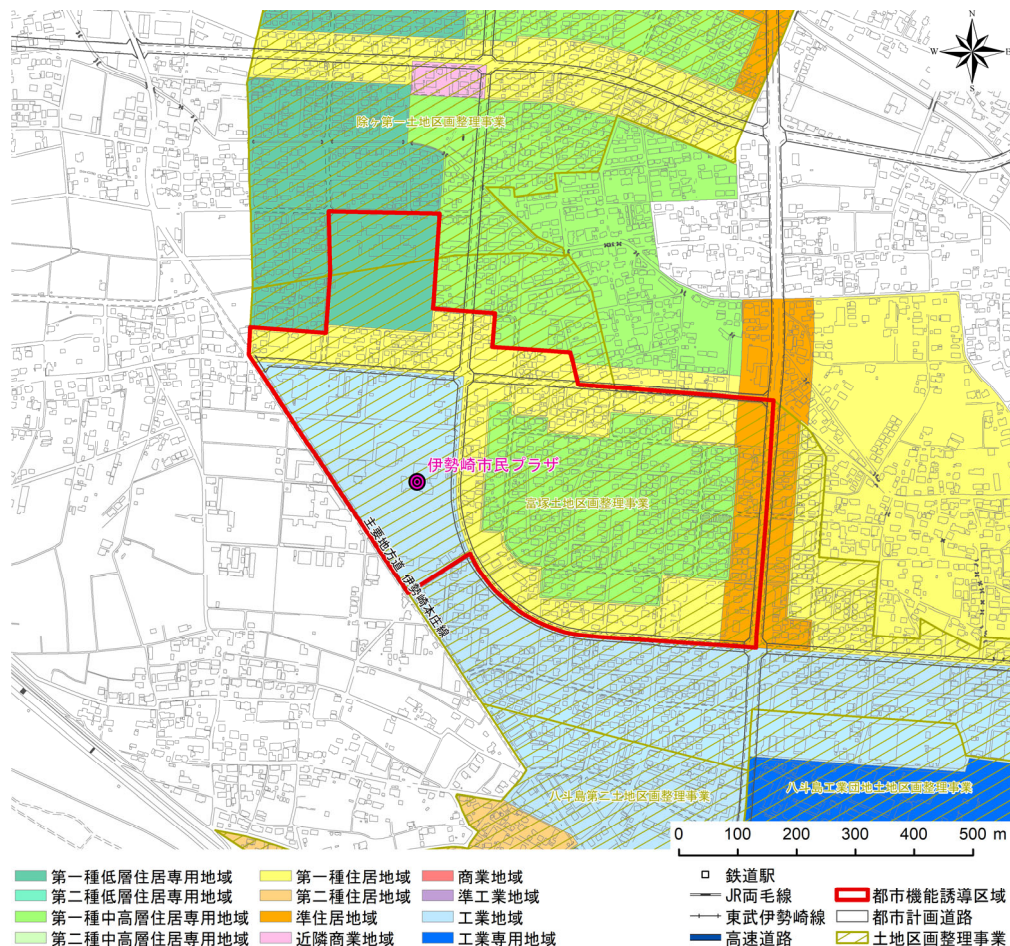 N
W E
S
除ヶ第一土地区画整理事業
伊勢崎市民プラザ
富塚土地区画整理事業
主要地方道 伊勢崎本庄線
八斗島第二土地区画整理事業
八斗島工業団地土地区画整理事業
0 100 200 300 400 500 m
第一種低層住居専用地域
第二種低層住居専用地域
第一種中高層住居専用地域
第二種中高層住居専用地域
第一種住居地域
第二種住居地域
準住居地域
近隣商業地域
商業地域
準工業地域
工業地域
工業専用地域
鉄道駅
JR両毛線
東武伊勢崎線
高速道路
都市機能誘導区域
都市計画道路
土地区画整理事業